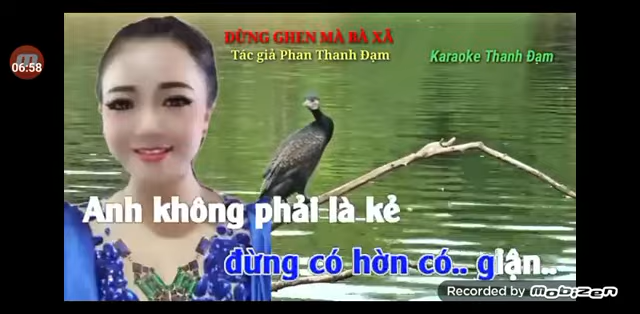 ĐỪNG GHEN MÀ BÀ XÃ
Tác giả Phan Thanh Đạm
Karaoke Thanh Đạm
06:58
Anh không phải là kẻ
đừng có hờn có.. giận..
Recorded by MOBIZEN